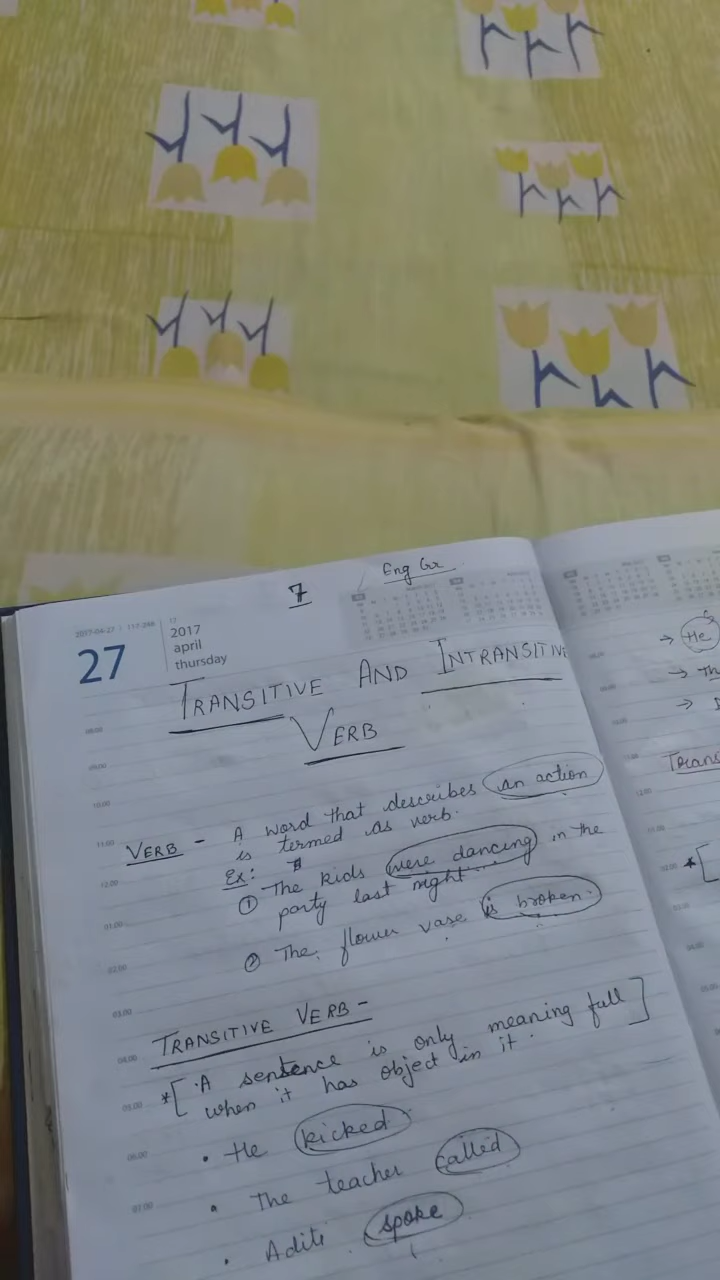 7
Eng Gr
27
2017
april
thursday
TRANSITIVE AND INTRANSITIVE
VERB
VERB - A word that describes an action
is termed as verb.
Ex:
① The kids were dancing in the
party last night
② The flower vase is broken.
TRANSITIVE VERB -
*[ A sentence is only meaning full
when it has object in it. ]
• He kicked
• The teacher called
• Aditi spoke
→ He
→ Th
→
Trans
*[